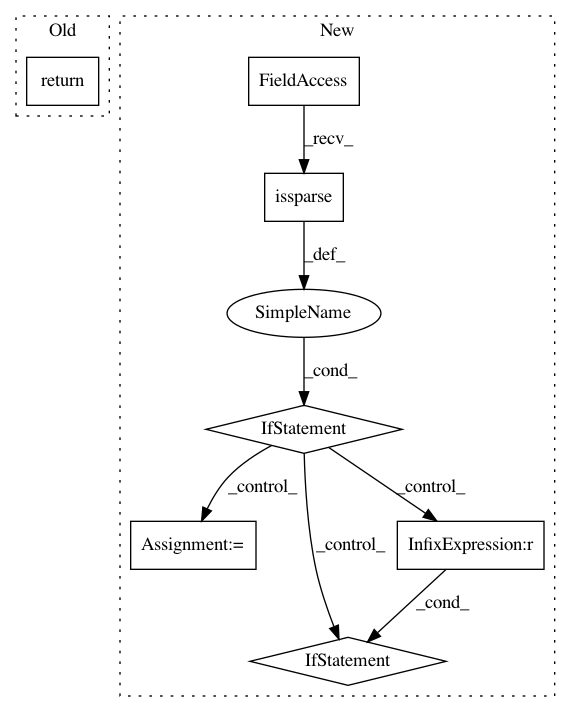 Old
New
return
FieldAccess
_recv_
issparse
_def_
SimpleName
_cond_
IfStatement
_control_
_control_
_control_
Assignment:=
InfixExpression:r
_cond_
IfStatement